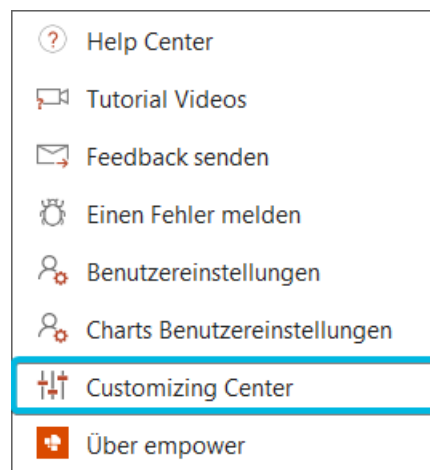 Help Center
Tutorial Videos
Feedback senden
Einen Fehler melden
Benutzereinstellungen
Charts Benutzereinstellungen
Customizing Center
Über empower